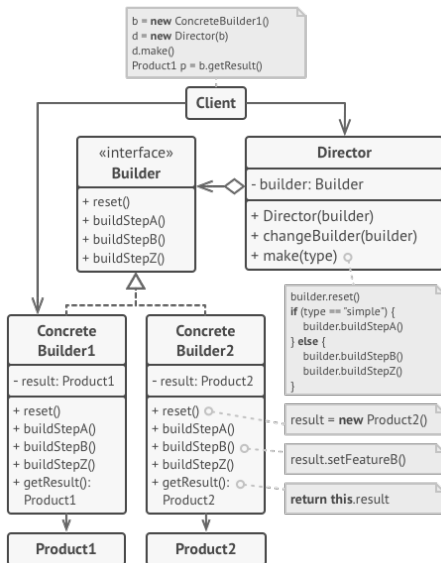 b = new ConcreteBuilder1()
d = new Director(b)
d.make()
Product1 p = b.getResult()
Client
«interface»
Builder
+ reset()
+ buildStepA()
+ buildStepB()
+ buildStepZ()
Director
- builder: Builder
+ Director(builder)
+ changeBuilder(builder)
+ make(type)
builder.reset()
if (type == "simple") {
builder.buildStepA()
} else {
builder.buildStepB()
builder.buildStepZ()
}
Concrete
Builder1
- result: Product1
+ reset()
+ buildStepA()
+ buildStepB()
+ buildStepZ()
+ getResult():
Product1
Concrete
Builder2
- result: Product2
+ reset()
+ buildStepA()
+ buildStepB()
+ buildStepZ()
+ getResult():
Product2
result = new Product2()
result.setFeatureB()
return this.result
Product1
Product2